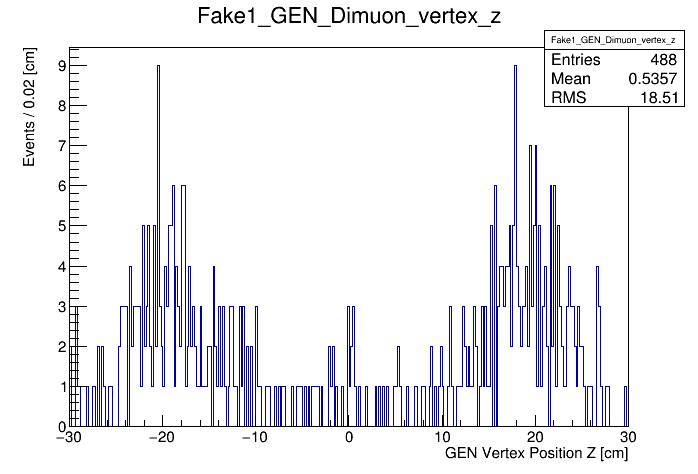 Fake1_GEN_Dimuon_vertex_z
Fake1_GEN_Dimuon_vertex_z
Entries 488
Mean 0.5357
RMS 18.51
Events / 0.02 [cm]
9
8
7
6
5
4
3
2
1
0
−30 −20 −10 0 10 20 30
GEN Vertex Position Z [cm]